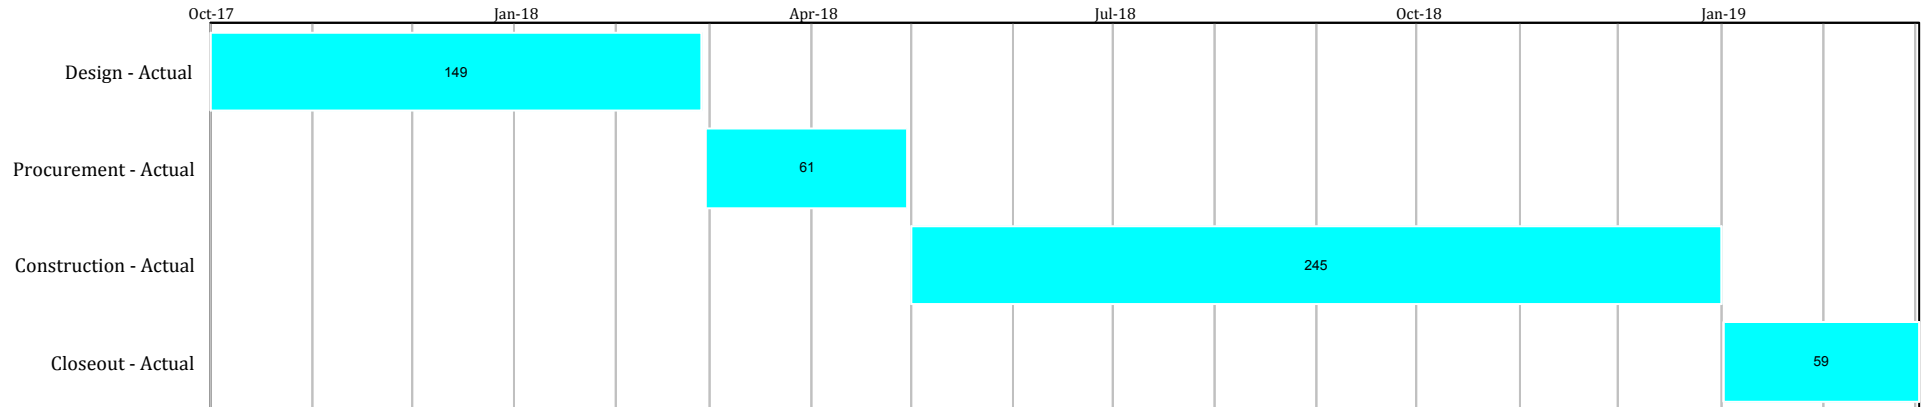 Oct-17 Jan-18 Apr-18 Jul-18 Oct-18 Jan-19
Design - Actual 149
Procurement - Actual 61
Construction - Actual 245
Closeout - Actual 59